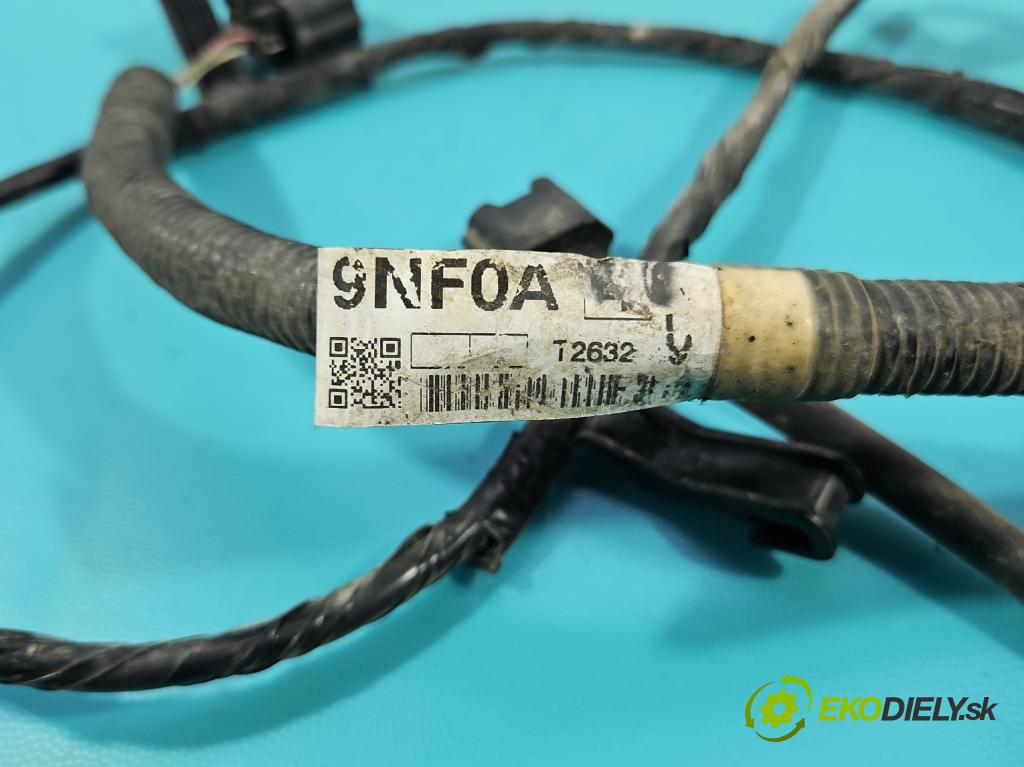 9NF0A
T2632
EKODIELY.sk